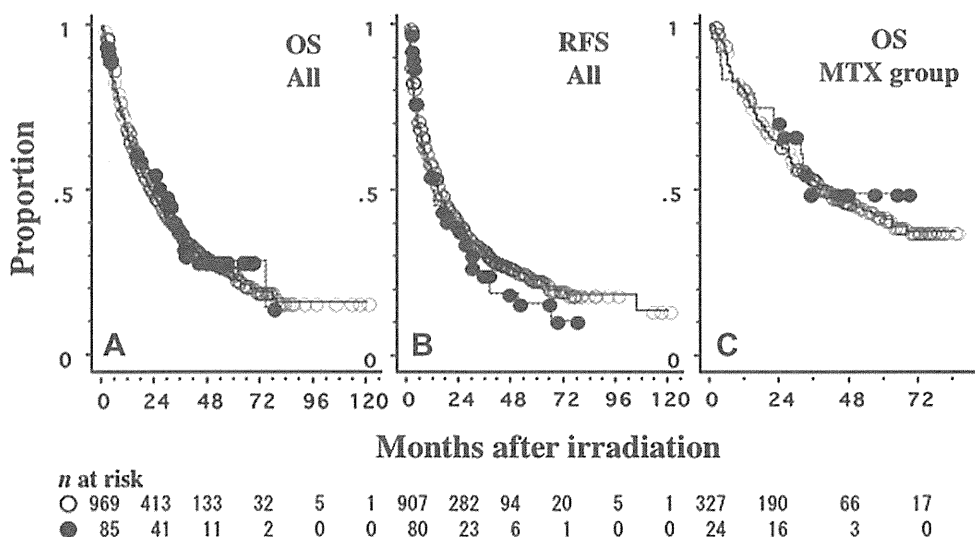 1
OS
All
.5
0
A
0 24 48 72 96 120
RFS
All
0
B
0 24 48 72 96 120
1
OS
MTX group
.5
0
C
0 24 48 72
Proportion
Months after irradiation
n at risk
969 413 133 32 5 1 907 282 94 20 5 1 327 190 66 17
85 41 11 2 0 0 80 23 6 1 0 0 24 16 3 0